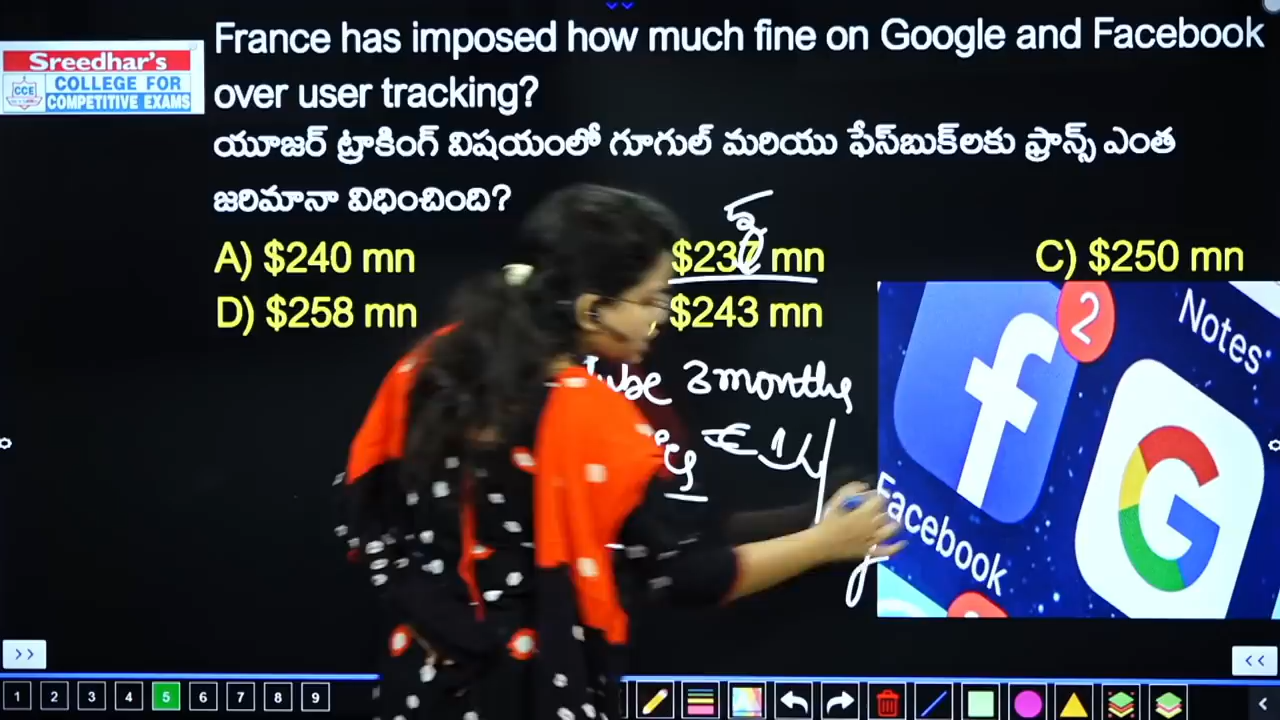 France has imposed how much fine on Google and Facebook
over user tracking?
Sreedhar's
CCE
COLLEGE FOR
COMPETITIVE EXAMS
యూజర్ ట్రాకింగ్ విషయంలో గూగుల్ మరియు ఫేస్‌బుక్‌లకు ఫ్రాన్స్ ఎంత
జరిమానా విధించింది?
A) $240 mn $237 mn C) $250 mn
D) $258 mn $243 mn
3 months
2
Notes
Facebook
>> <<
1 2 3 4 5 6 7 8 9